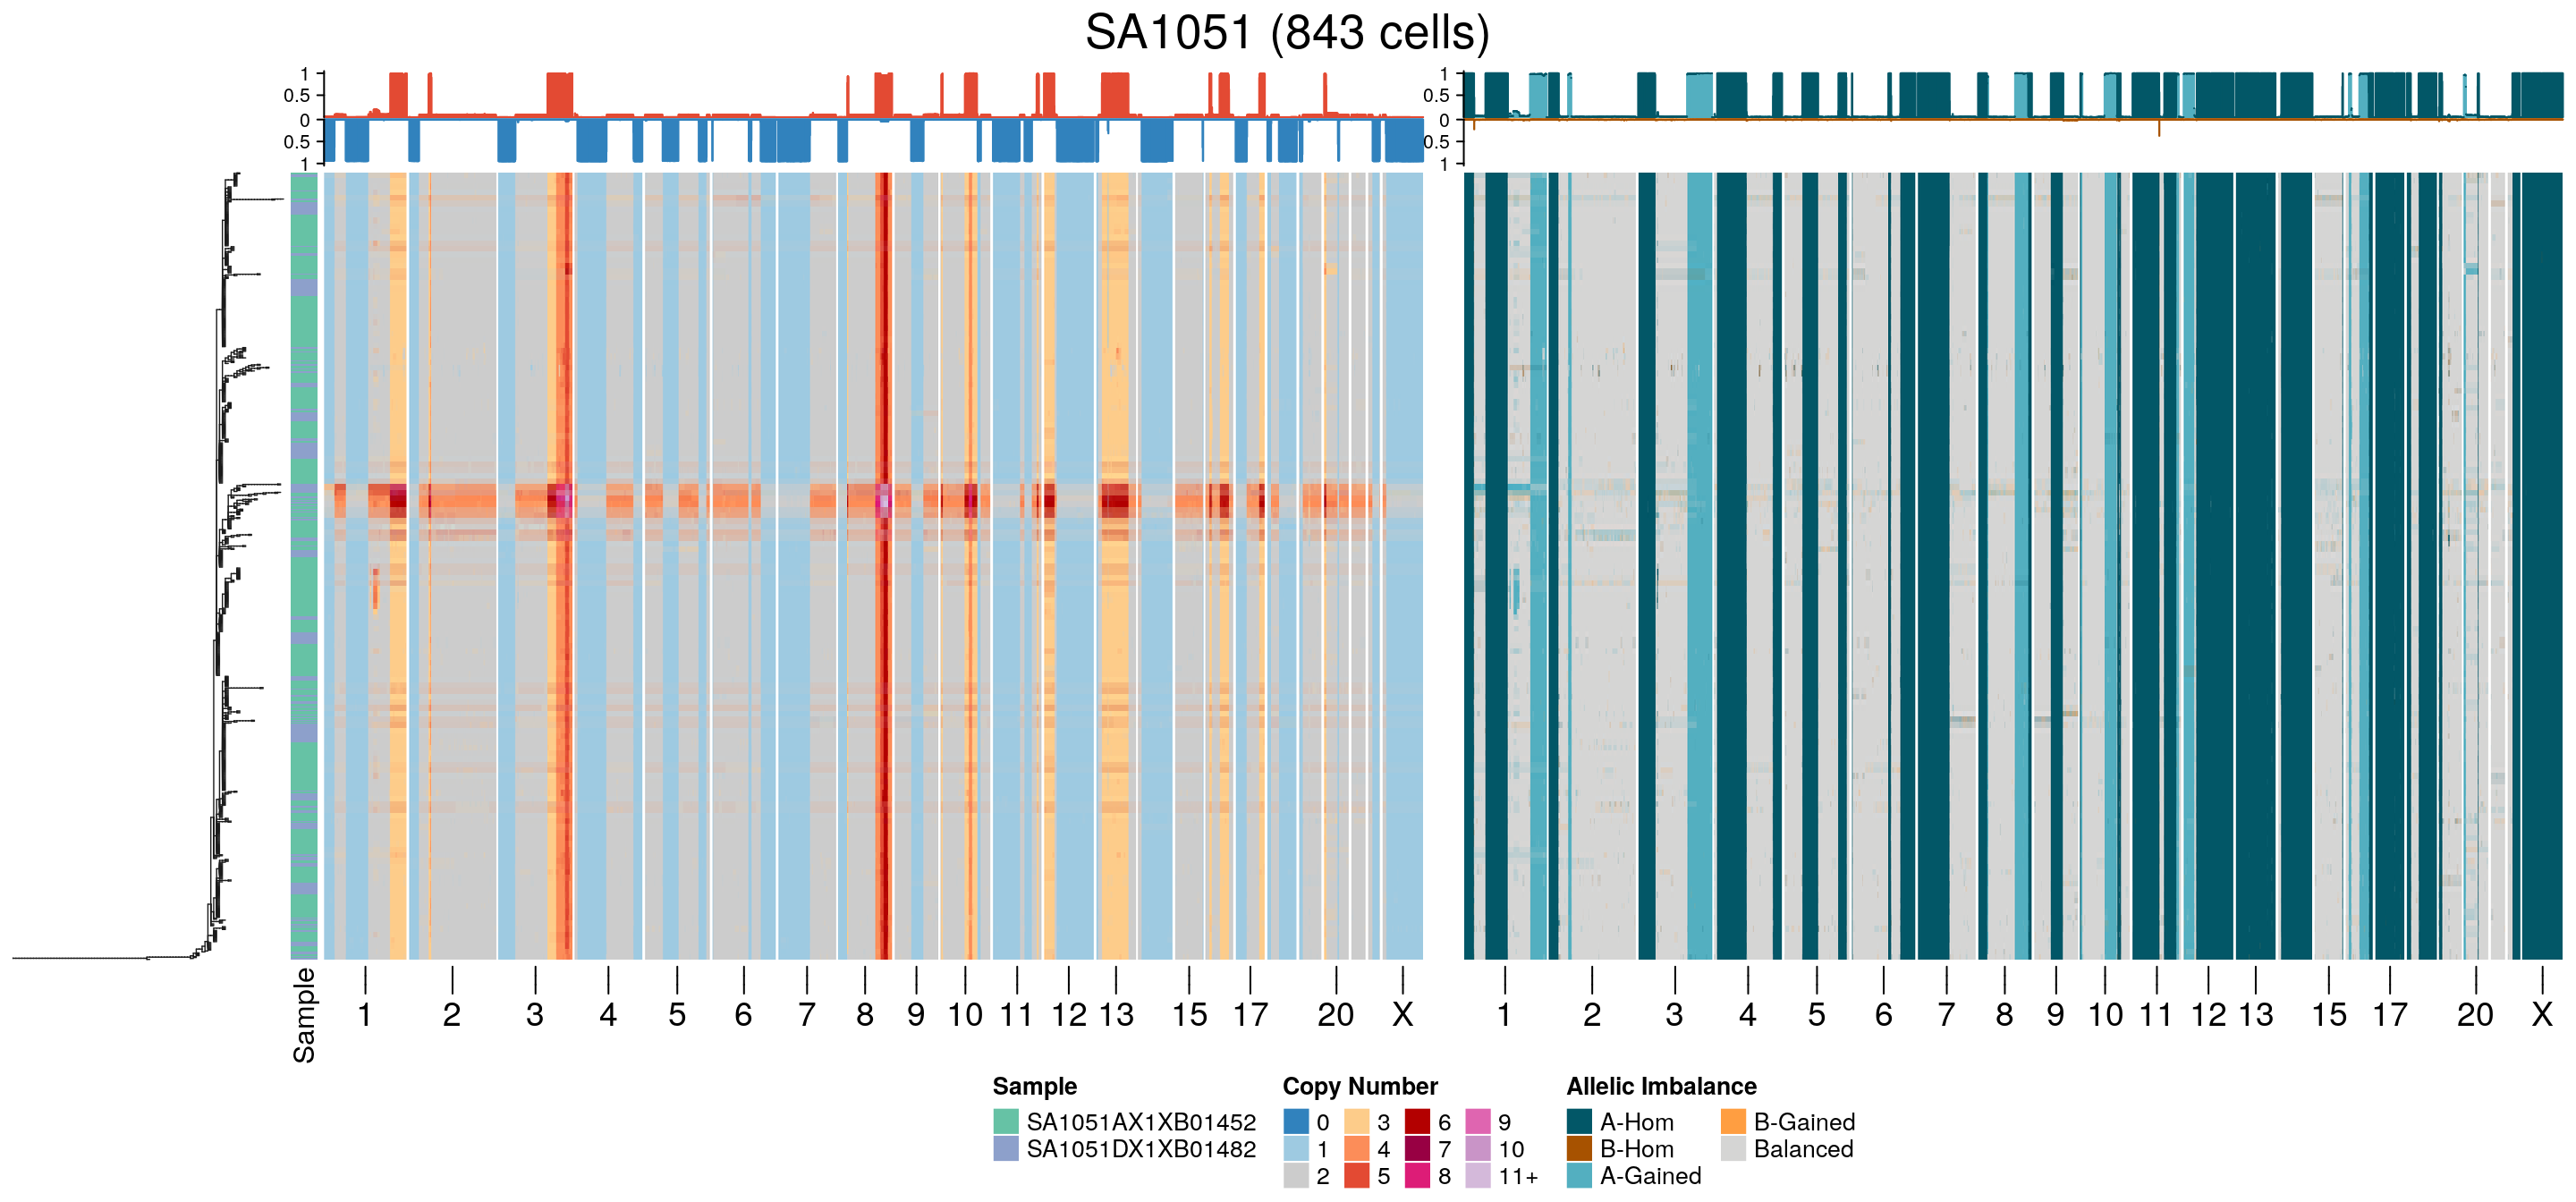 SA1051 (843 cells)
1
0.5
0
0.5
1
1
0.5
0
0.5
1
Sample
1 2 3 4 5 6 7 8 9 10 11 12 13 15 17 20 X
1 2 3 4 5 6 7 8 9 10 11 12 13 15 17 20 X
Sample
SA1051AX1XB01452
SA1051DX1XB01482
Copy Number
0 3 6 9
1 4 7 10
2 5 8 11+
Allelic Imbalance
A-Hom B-Gained
B-Hom Balanced
A-Gained